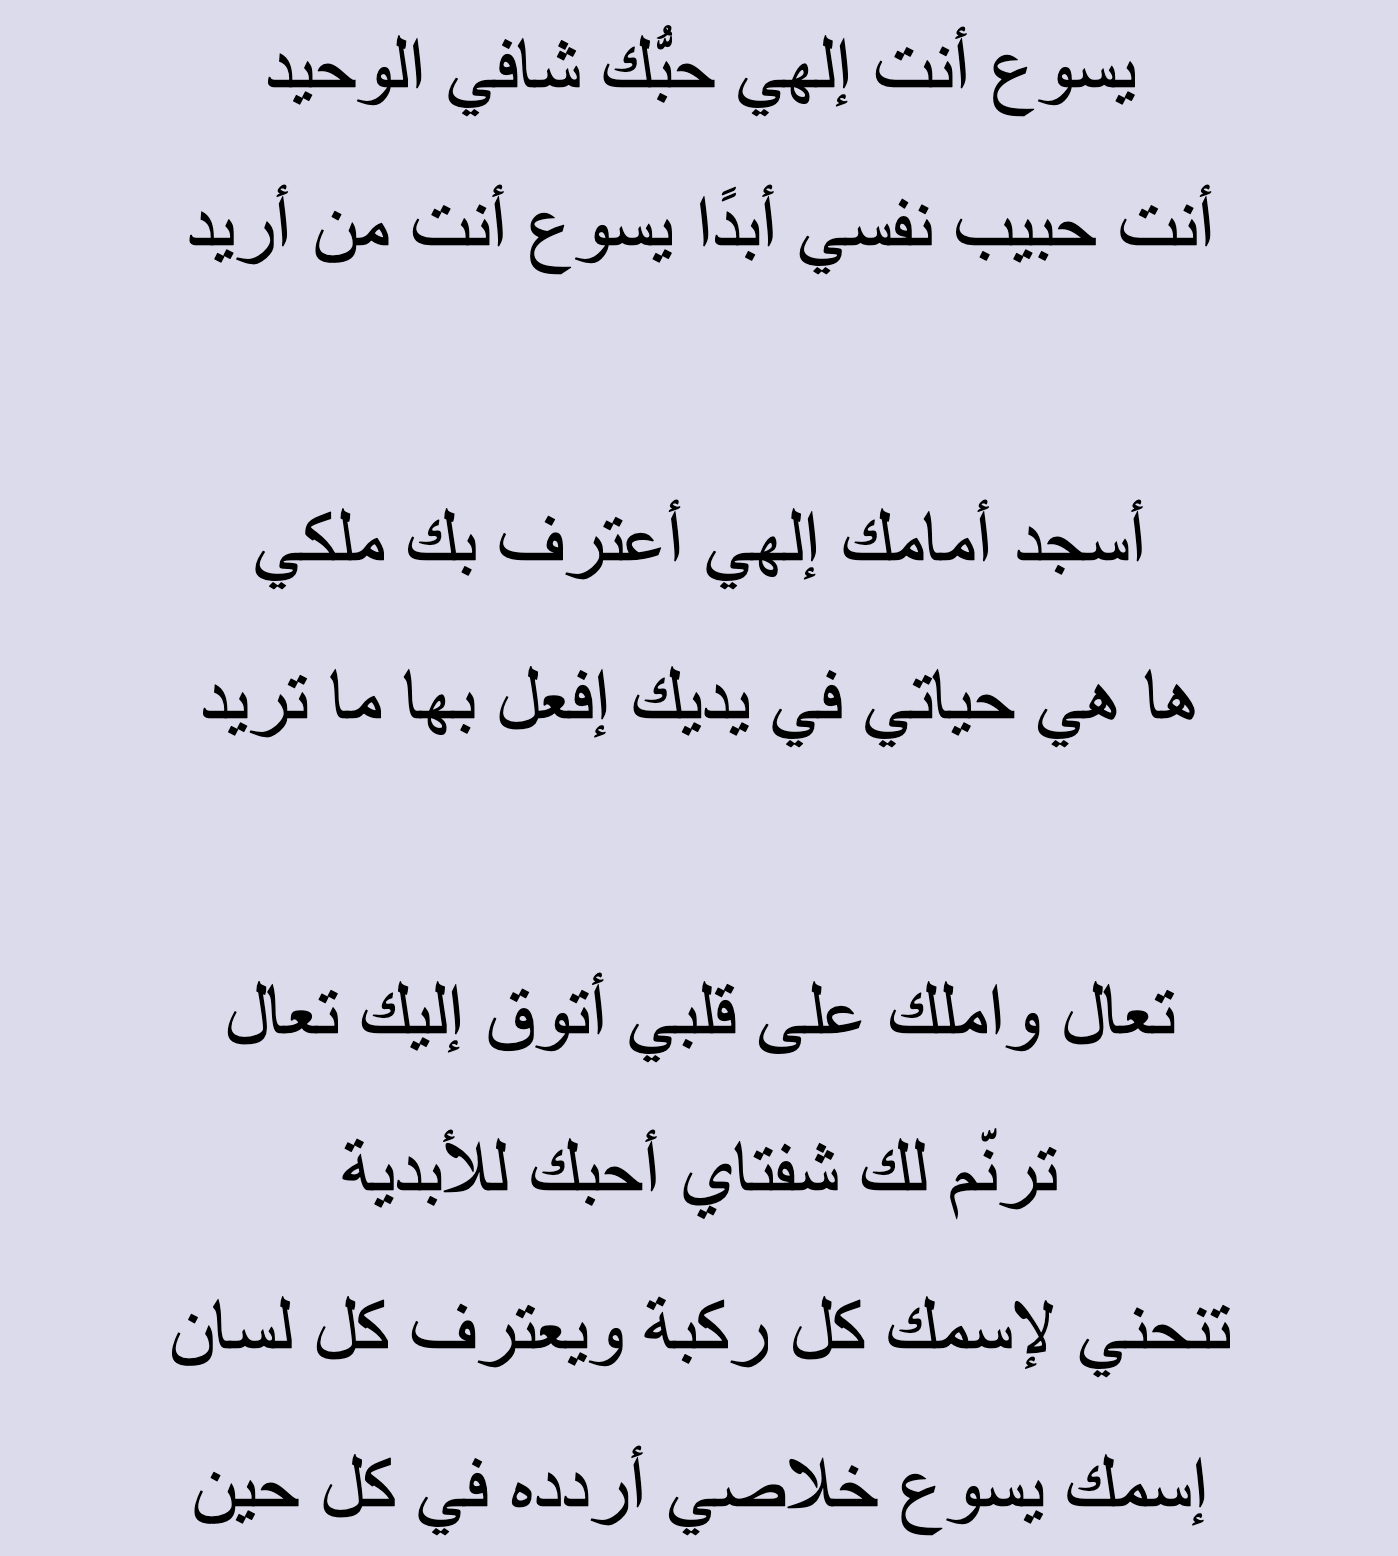 يسوع أنت إلهي حبُّك شافي الوحيد
أنت حبيب نفسي أبدًا يسوع أنت من أريد
أسجد أمامك إلهي أعترف بك ملكي
ها هي حياتي في يديك إفعل بها ما تريد
تعال واملك على قلبي أتوق إليك تعال
ترنّم لك شفتاي أحبك للأبدية
تنحني لإسمك كل ركبة ويعترف كل لسان
إسمك يسوع خلاصي أردده في كل حين